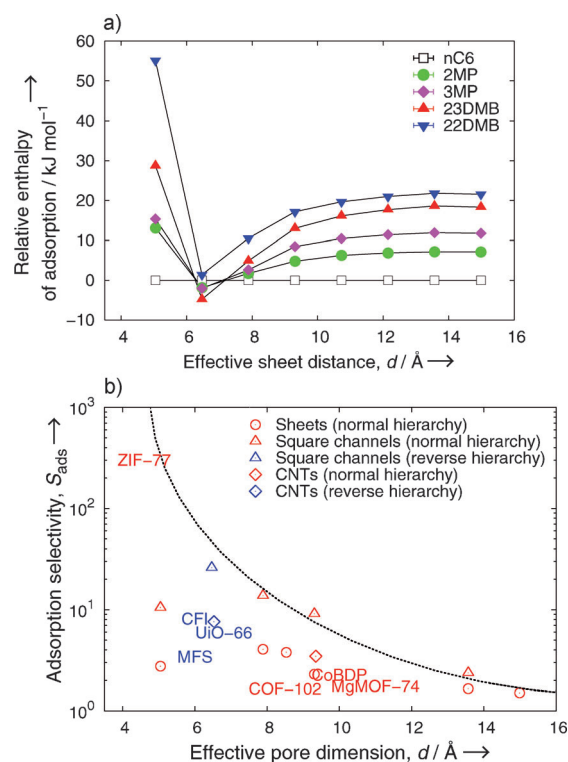 a)
nC6
2MP
3MP
23DMB
22DMB
Relative enthalpy
of adsorption / kJ mol⁻¹ →
60
50
40
30
20
10
0
−10
4 6 8 10 12 14 16
Effective sheet distance, d / Å →
b)
Sheets (normal hierarchy)
Square channels (normal hierarchy)
Square channels (reverse hierarchy)
CNTs (normal hierarchy)
CNTs (reverse hierarchy)
Adsorption selectivity, S_ads →
10³
10²
10¹
10⁰
ZIF−77
CFI
UiO−66
MFS
COF−102
CoBDP
MgMOF−74
4 6 8 10 12 14 16
Effective pore dimension, d / Å →